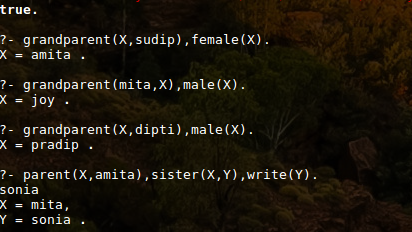 true.
?- grandparent(X,sudip),female(X).
X = amita .
?- grandparent(mita,X),male(X).
X = joy .
?- grandparent(X,dipti),male(X).
X = pradip .
?- parent(X,amita),sister(X,Y),write(Y).
sonia
X = mita,
Y = sonia .